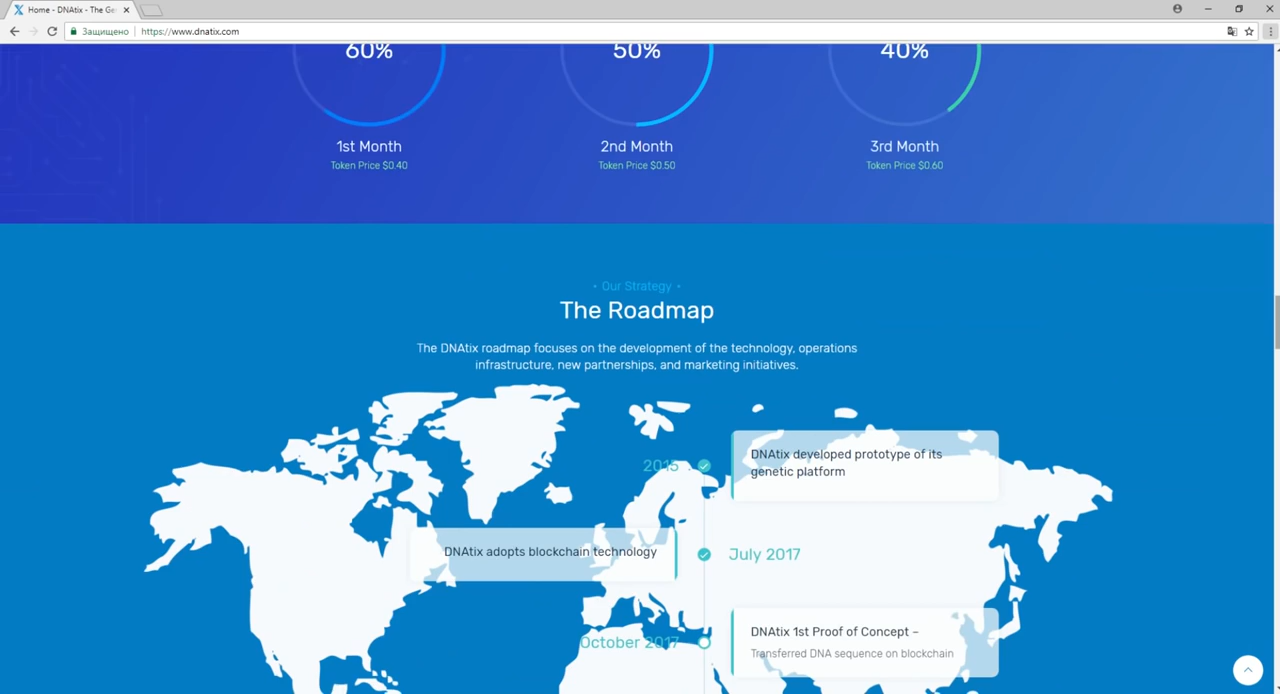 Home - DNAtix - The Ge
Защищено
https://www.dnatix.com
60%
50%
40%
1st Month
2nd Month
3rd Month
Token Price $0.40
Token Price $0.50
Token Price $0.60
• Our Strategy •
The Roadmap
The DNAtix roadmap focuses on the development of the technology, operations
infrastructure, new partnerships, and marketing initiatives.
2015
DNAtix developed prototype of its
genetic platform
DNAtix adopts blockchain technology
July 2017
October 2017
DNAtix 1st Proof of Concept –
Transferred DNA sequence on blockchain